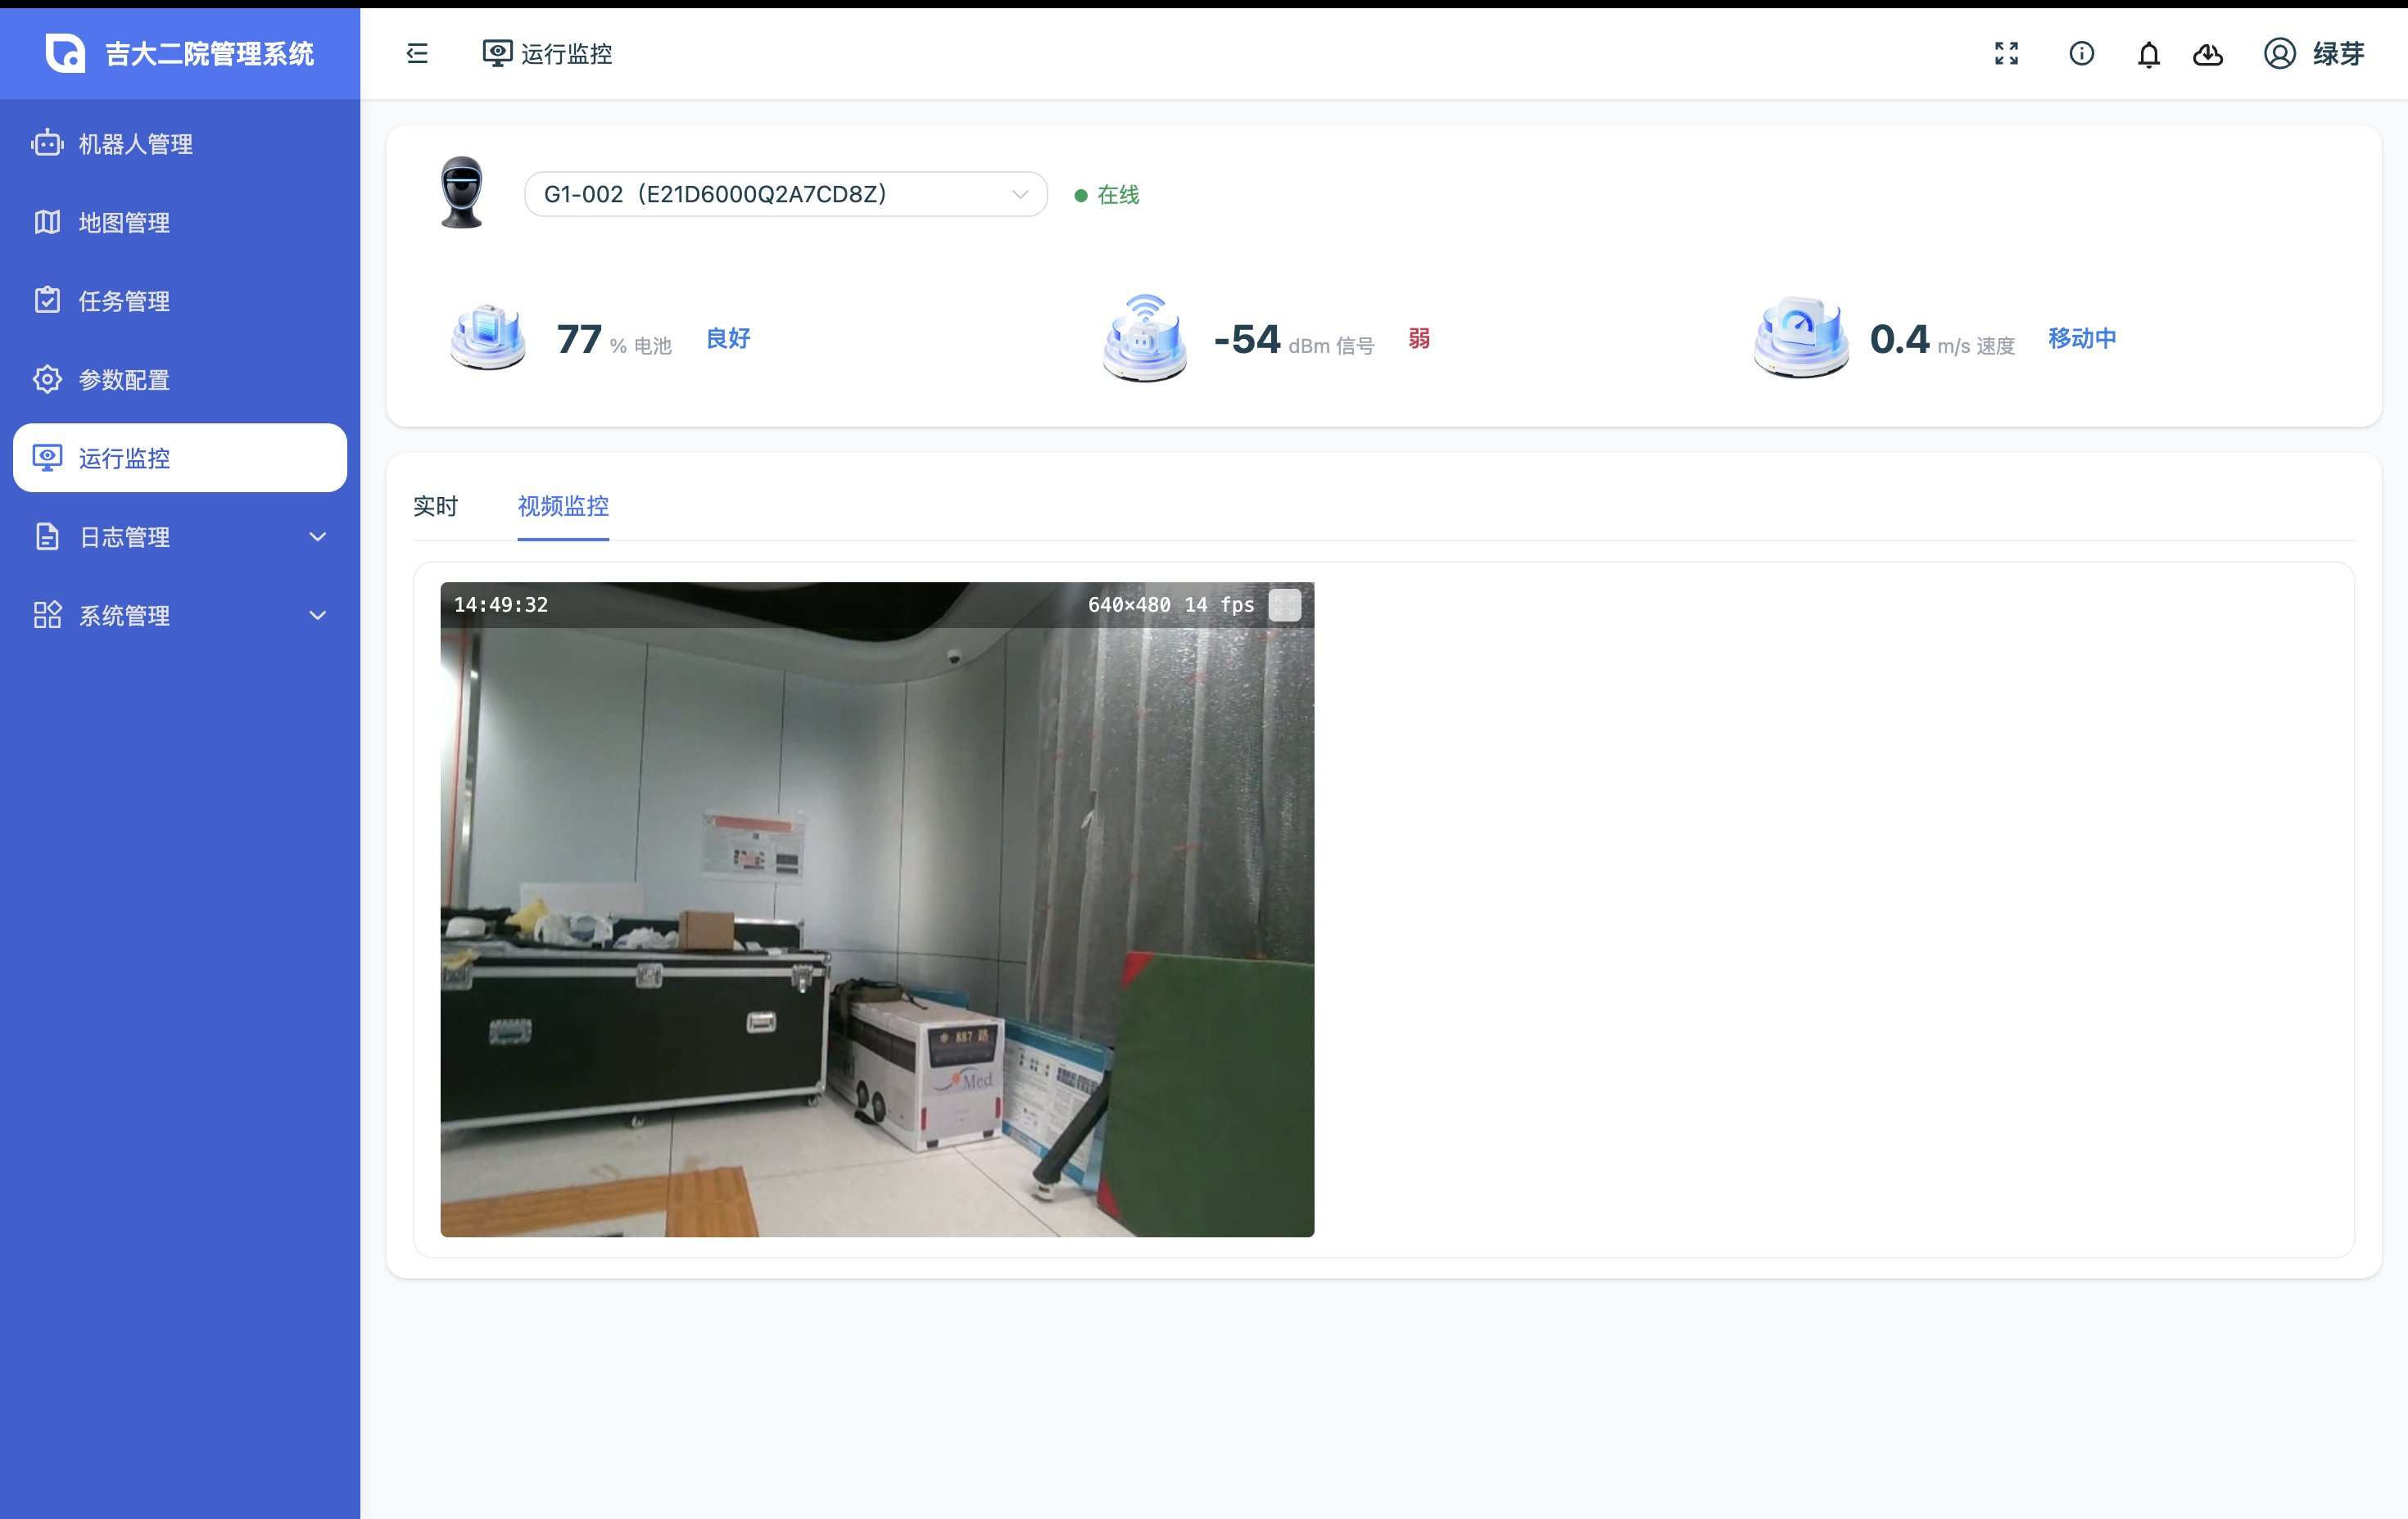 吉大二院管理系统
运行监控
绿芽
机器人管理
地图管理
任务管理
参数配置
运行监控
日志管理
系统管理
G1-002（E21D6000Q2A7CD8Z）
在线
77 % 电池 良好
-54 dBm 信号 弱
0.4 m/s 速度 移动中
实时 视频监控
14:49:32 640×480 14 fps
887 路
Med